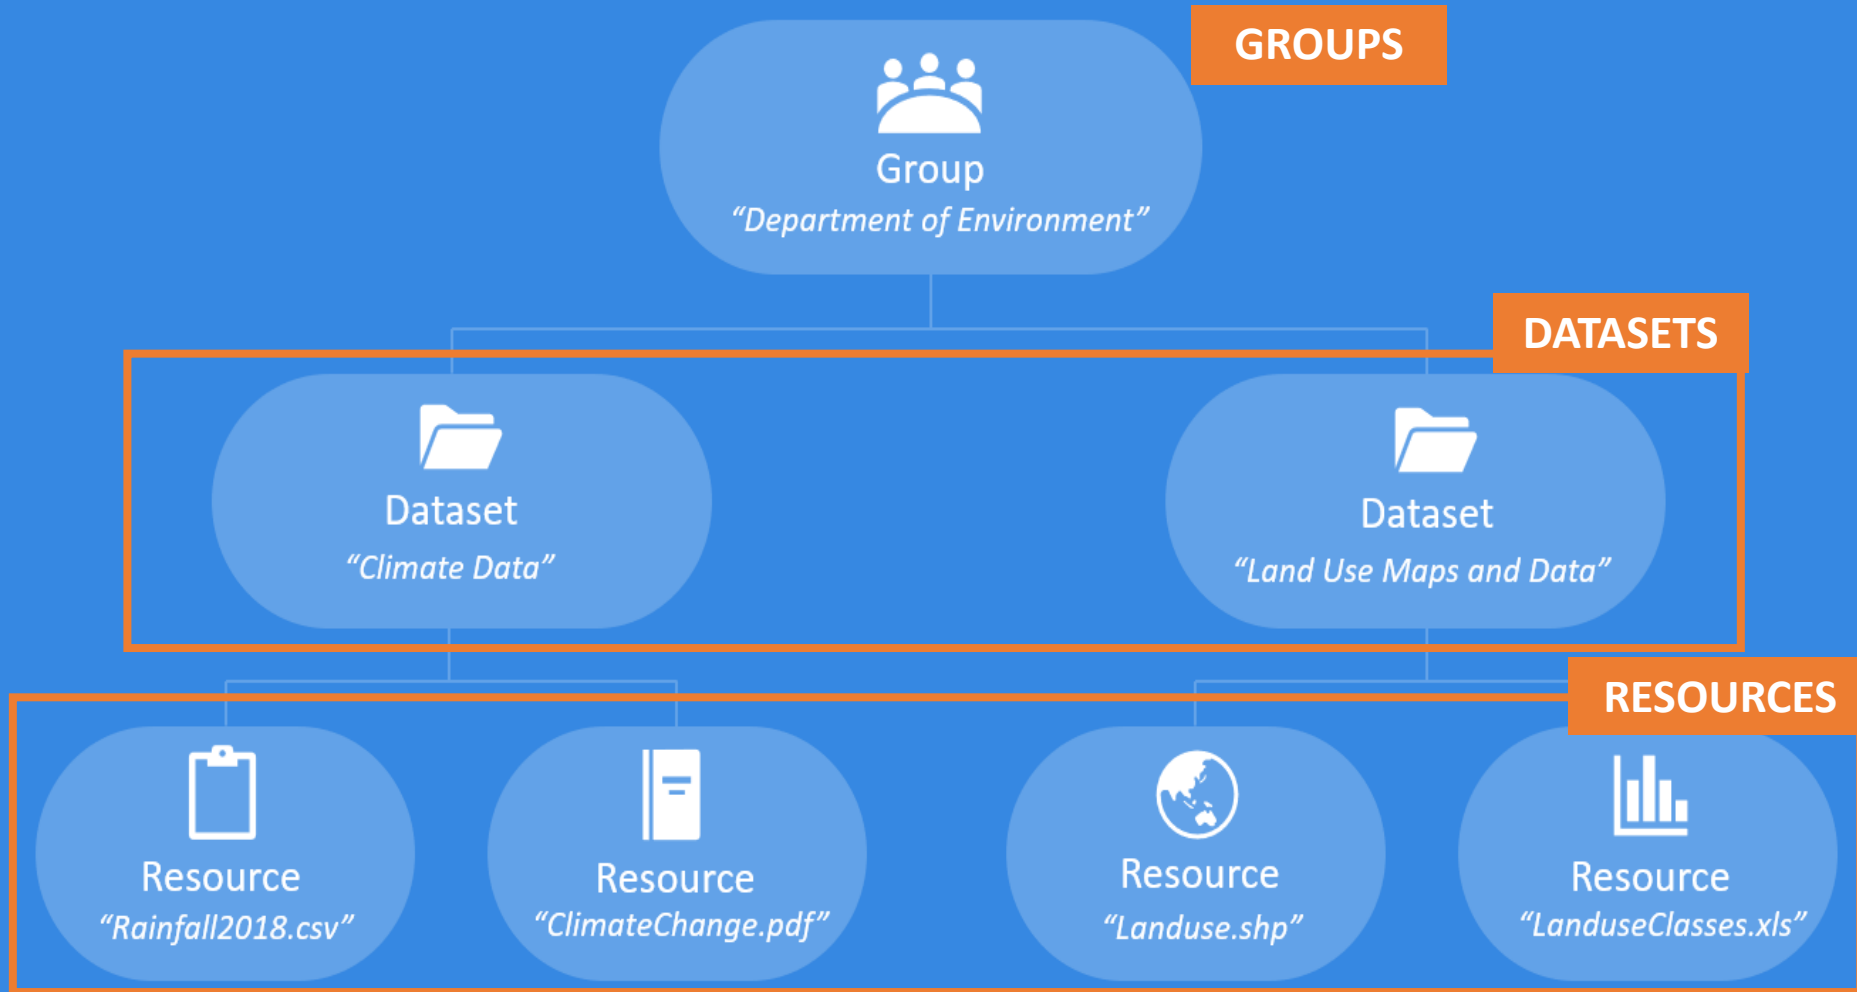 GROUPS
Group
“Department of Environment”
DATASETS
Dataset
“Climate Data”
Dataset
“Land Use Maps and Data”
RESOURCES
Resource
“Rainfall2018.csv”
Resource
“ClimateChange.pdf”
Resource
“Landuse.shp”
Resource
“LanduseClasses.xls”